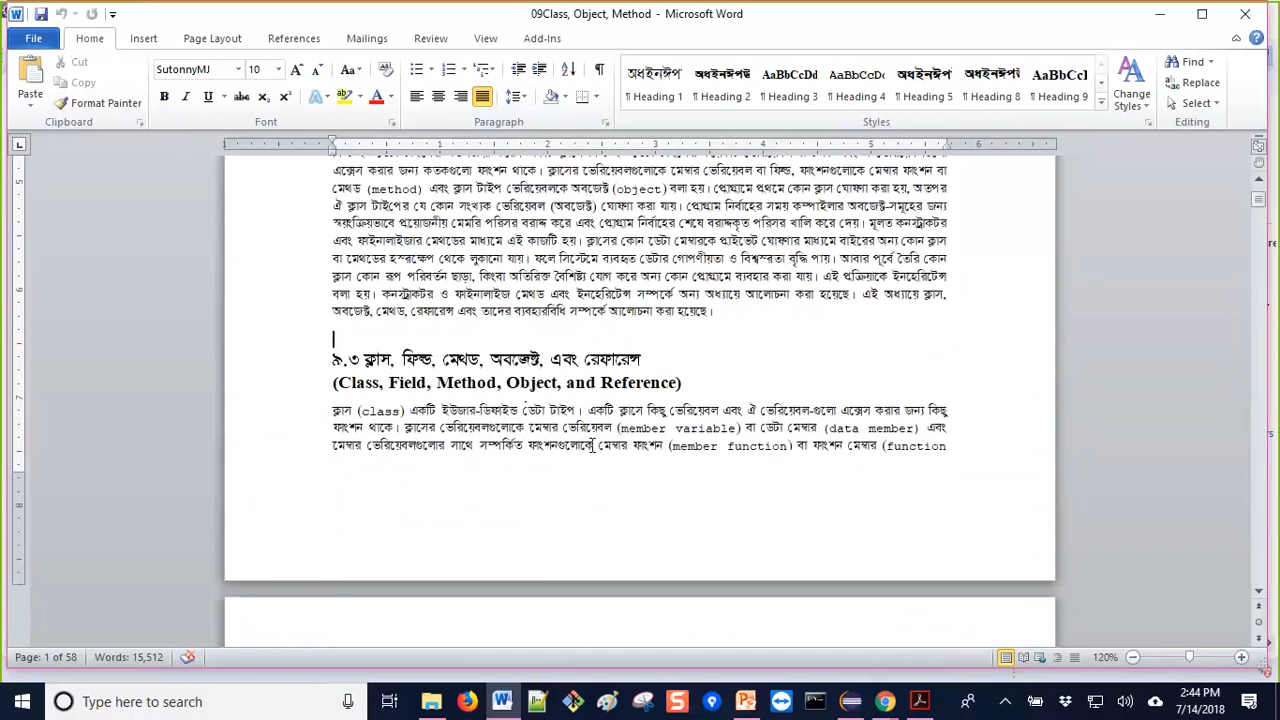 09Class, Object, Method - Microsoft Word
File Home Insert Page Layout References Mailings Review View Add-Ins
Paste
Cut
Copy
Format Painter
SutonnyMJ 10
অধইনঈপ অধইনঈপউ AaBbCcDd AaBbCcDc অধইনঈপ অধইনঈপ AaBbCcI
Heading 1 Heading 2 Heading 3 Heading 4 Heading 5 Heading 8 Heading 9
Change Styles
Find
Replace
Select
Clipboard Font Paragraph Styles Editing
এক্সেস করার জন্য কতকগুলো ফাংশন থাকে। ক্লাসের ভেরিয়েবলগুলোকে মেম্বার ভেরিয়েবল বা ফিল্ড, ফাংশনগুলোকে মেম্বার ফাংশন বা
মেথড (method) এবং ক্লাস টাইপ ভেরিয়েবলকে অবজেক্ট (object) বলা হয়। প্রোগ্রামে প্রথমে কোন ক্লাস ঘোষণা করা হয়, অতপর
ঐ ক্লাস টাইপের যে কোন সংখ্যক ভেরিয়েবল (অবজেক্ট) ঘোষণা করা যায়। প্রোগ্রাম নির্বাহের সময় কম্পাইলার অবজেক্ট-সমূহের জন্য
স্বয়ংক্রিয়ভাবে প্রয়োজনীয় মেমরি পরিসর বরাদ্দ করে এবং প্রোগ্রাম নির্বাহের শেষে বরাদ্দকৃত পরিসর খালি করে দেয়। মূলত কনস্ট্রাকটর
এবং ফাইনালাইজার মেথডের মাধ্যমে এই কাজটি হয়। ক্লাসের কোন ডেটা মেম্বারকে প্রাইভেট ঘোষণার মাধ্যমে বাইরের অন্য কোন ক্লাস
বা মেথডের হস্তক্ষেপ থেকে লুকানো যায়। ফলে সিস্টেমে ব্যবহৃত ডেটার গোপণীয়তা ও বিশ্বস্ততা বৃদ্ধি পায়। আবার পূর্বে তৈরি কোন
ক্লাস কোন রূপ পরিবর্তন ছাড়া, কিংবা অতিরিক্ত বৈশিষ্ট্য যোগ করে অন্য কোন প্রোগ্রামে ব্যবহার করা যায়। এই প্রক্রিয়াকে ইনহেরিটেন্স
বলা হয়। কনস্ট্রাকটর ও ফাইনালাইজ মেথড এবং ইনহেরিটেন্স সম্পর্কে অন্য অধ্যায়ে আলোচনা করা হয়েছে। এই অধ্যায়ে ক্লাস,
অবজেক্ট, মেথড, রেফারেন্স এবং তাদের ব্যবহারবিধি সম্পর্কে আলোচনা করা হয়েছে।
৯.৩ ক্লাস, ফিল্ড, মেথড, অবজেক্ট, এবং রেফারেন্স
(Class, Field, Method, Object, and Reference)
ক্লাস (class) একটি ইউজার-ডিফাইন্ড ডেটা টাইপ। একটি ক্লাসে কিছু ভেরিয়েবল এবং ঐ ভেরিয়েবল-গুলো এক্সেস করার জন্য কিছু
ফাংশন থাকে। ক্লাসের ভেরিয়েবলগুলোকে মেম্বার ভেরিয়েবল (member variable) বা ডেটা মেম্বার (data member) এবং
মেম্বার ভেরিয়েবলগুলোর সাথে সম্পর্কিত ফাংশনগুলোকে মেম্বার ফাংশন (member function) বা ফাংশন মেম্বার (function
Page: 1 of 58 Words: 15,512 120%
Type here to search
2:44 PM
7/14/2018